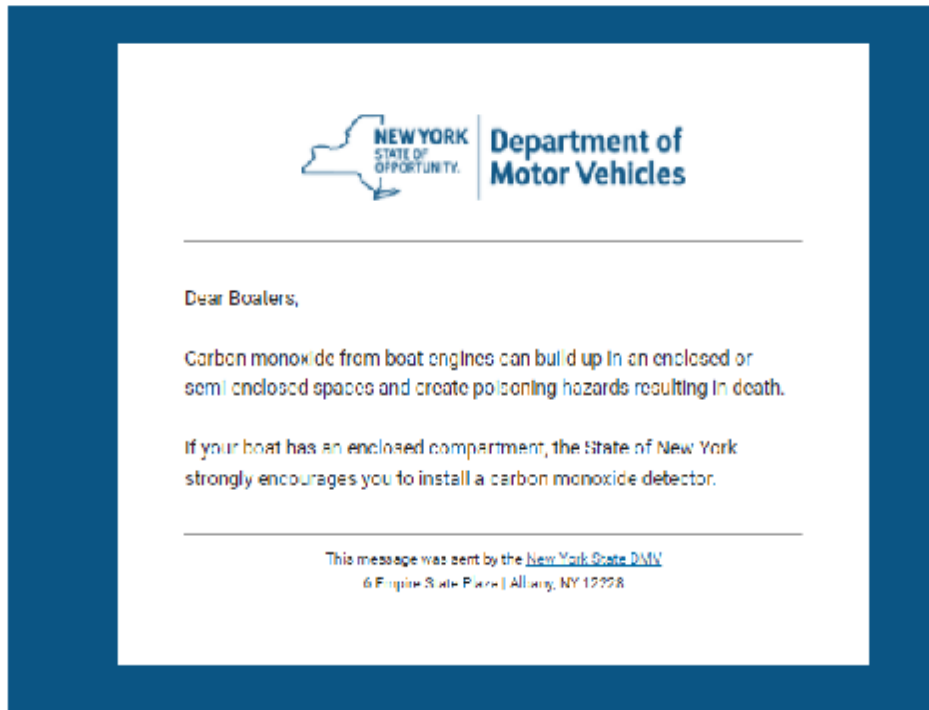 NEW YORK
STATE OF
OPPORTUNITY.
Department of
Motor Vehicles
Dear Boaters,
Carbon monoxide from boat engines can build up in an enclosed or
semi enclosed spaces and create poisoning hazards resulting in death.
If your boat has an enclosed compartment, the State of New York
strongly encourages you to install a carbon monoxide detector.
This message was sent by the New York State DMV
6 Empire State Plaza | Albany, NY 12228